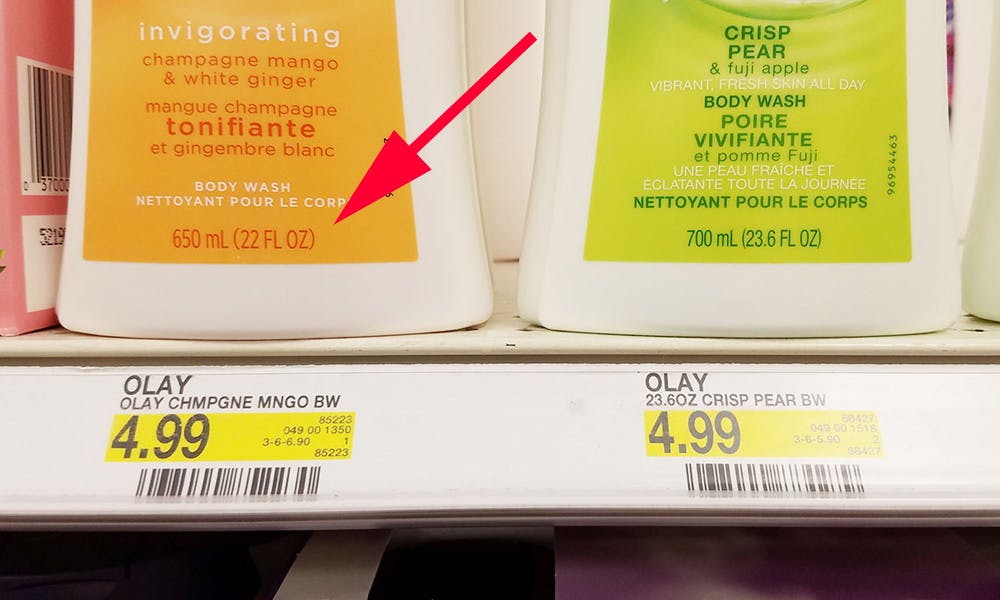 invigorating
champagne mango
& white ginger
mangue champagne
tonifiante
et gingembre blanc
BODY WASH
NETTOYANT POUR LE CORPS
650 mL (22 FL OZ)
0 37000
CRISP
PEAR
& fuji apple
VIBRANT, FRESH SKIN ALL DAY
BODY WASH
POIRE
VIVIFIANTE
et pomme Fuji
UNE PEAU FRAÎCHE ET
ÉCLATANTE TOUTE LA JOURNÉE
NETTOYANT POUR LE CORPS
700 mL (23.6 FL OZ)
96954463
OLAY
OLAY CHMPGNE MNGO BW
4.99
85223
049 00 1350
3-6-6.90 1
85223
OLAY
23.6OZ CRISP PEAR BW
4.99
88427
049 00 1518
3-6-5.90 2
88427